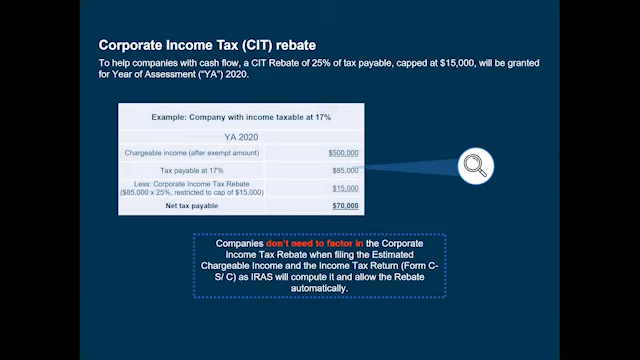 Corporate Income Tax (CIT) rebate
To help companies with cash flow, a CIT Rebate of 25% of tax payable, capped at $15,000, will be granted
for Year of Assessment ("YA") 2020.
Example: Company with income taxable at 17%
YA 2020
Chargeable income (after exempt amount) $500,000
Tax payable at 17% $85,000
Less: Corporate Income Tax Rebate
($85,000 x 25%, restricted to cap of $15,000) $15,000
Net tax payable $70,000
Companies don't need to factor in the Corporate
Income Tax Rebate when filing the Estimated
Chargeable Income and the Income Tax Return (Form C-
S/ C) as IRAS will compute it and allow the Rebate
automatically.